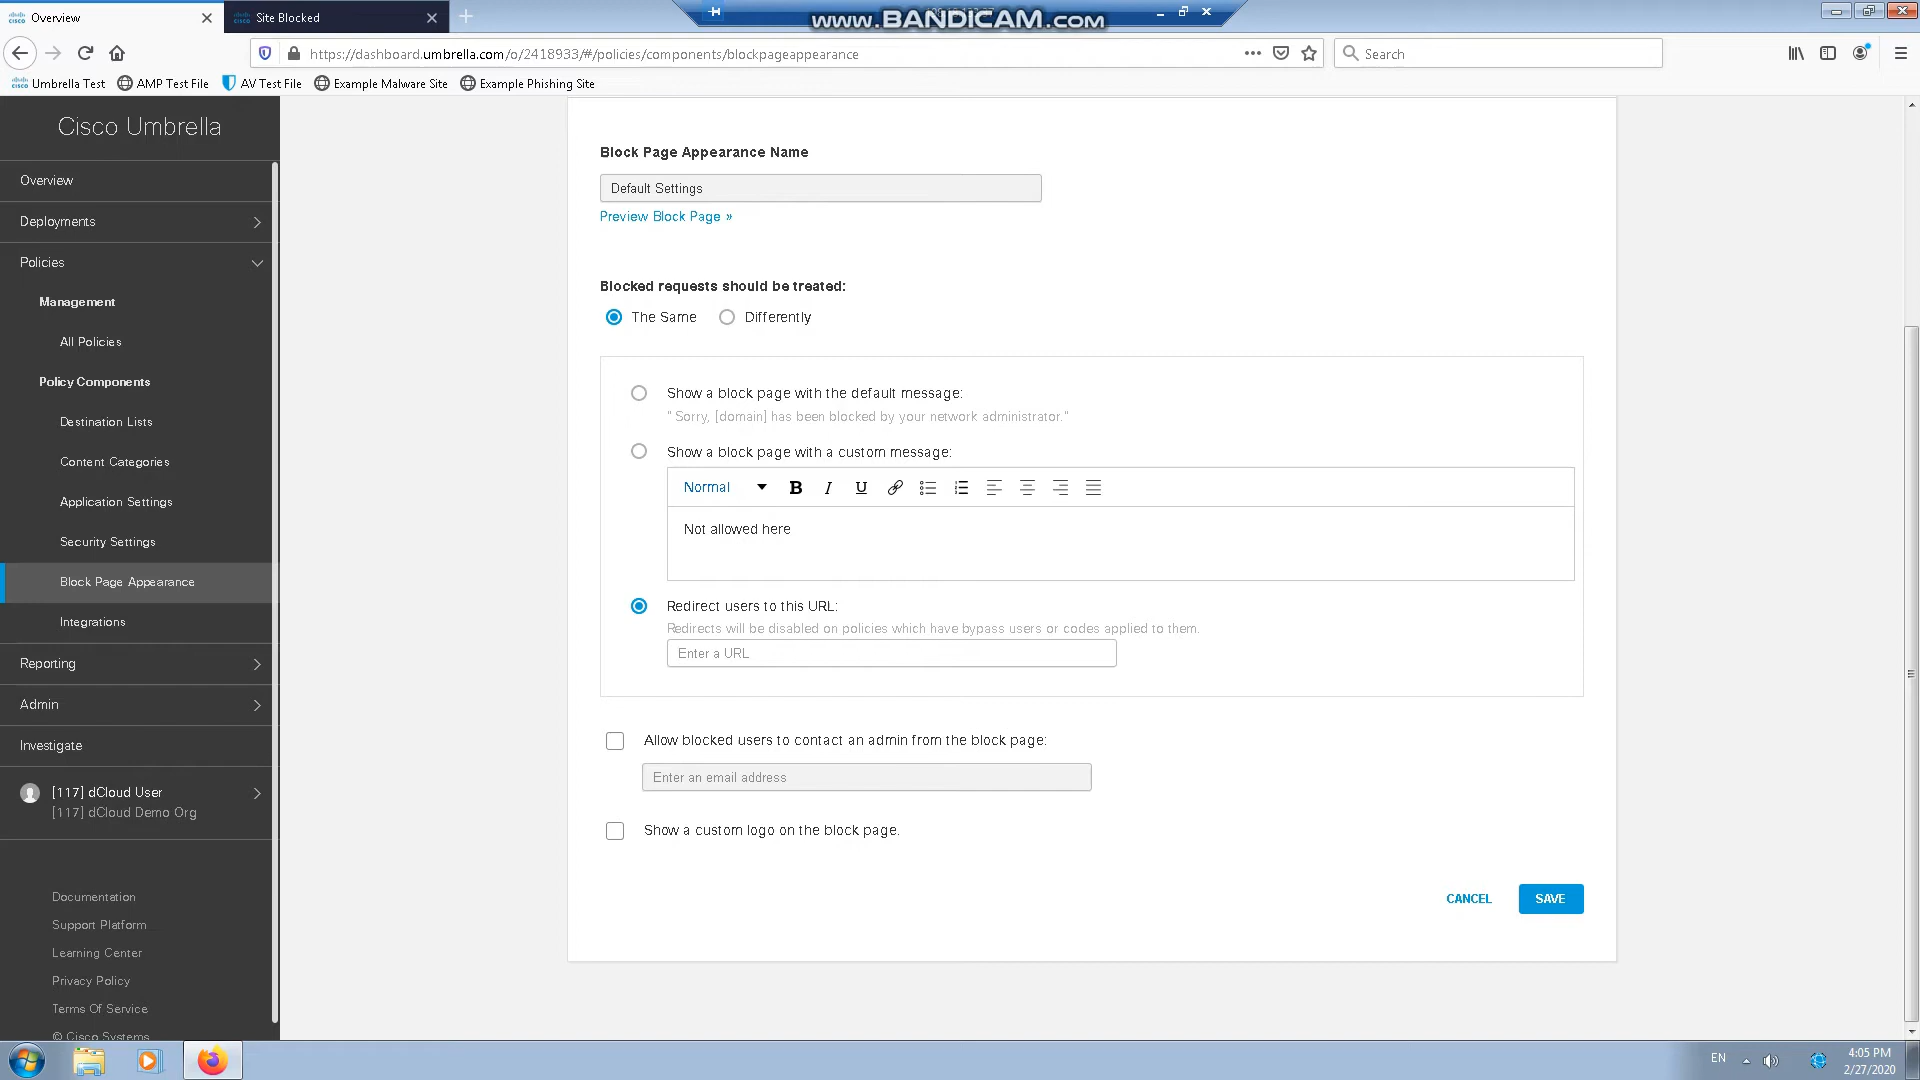 Overview
Site Blocked
www.BANDICAM.com
https://dashboard.umbrella.com/o/2418933/#/policies/components/blockpageappearance
Search
Umbrella Test
AMP Test File
AV Test File
Example Malware Site
Example Phishing Site
Cisco Umbrella
Overview
Deployments
Policies
Management
All Policies
Policy Components
Destination Lists
Content Categories
Application Settings
Security Settings
Block Page Appearance
Integrations
Reporting
Admin
Investigate
[117] dCloud User
[117] dCloud Demo Org
Documentation
Support Platform
Learning Center
Privacy Policy
Terms Of Service
© Cisco Systems
Block Page Appearance Name
Default Settings
Preview Block Page »
Blocked requests should be treated:
The Same
Differently
Show a block page with the default message:
" Sorry, [domain] has been blocked by your network administrator."
Show a block page with a custom message:
Normal B I U
Not allowed here
Redirect users to this URL:
Redirects will be disabled on policies which have bypass users or codes applied to them.
Enter a URL
Allow blocked users to contact an admin from the block page:
Enter an email address
Show a custom logo on the block page.
CANCEL
SAVE
EN
4:05 PM
2/27/2020